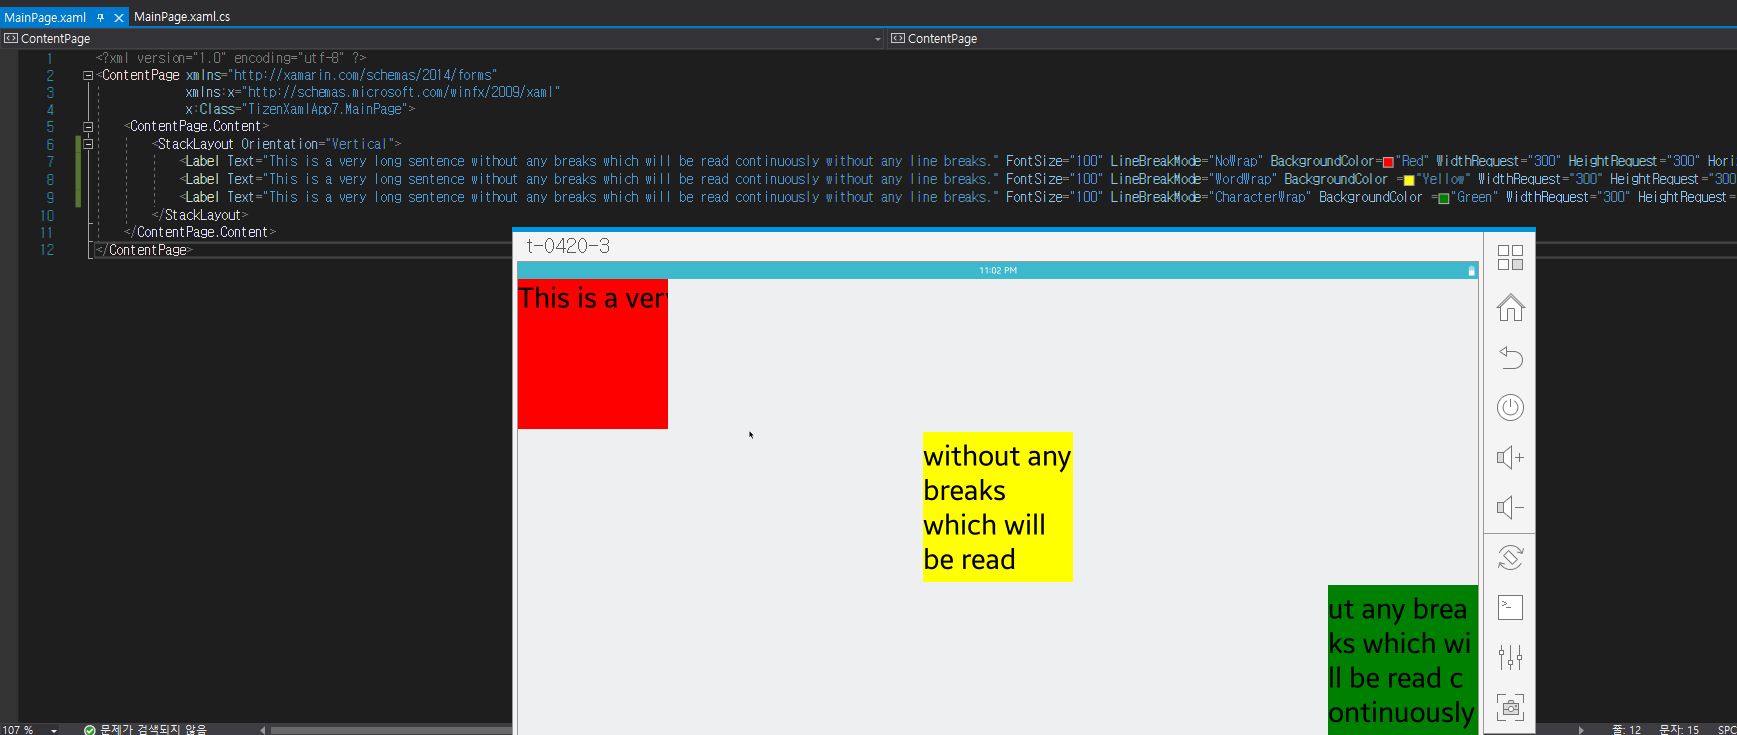 MainPage.xaml MainPage.xaml.cs
ContentPage ContentPage
1 <?xml version="1.0" encoding="utf-8" ?>
2 <ContentPage xmlns="http://xamarin.com/schemas/2014/forms"
3 xmlns:x="http://schemas.microsoft.com/winfx/2009/xaml"
4 x:Class="TizenXamlApp7.MainPage">
5 <ContentPage.Content>
6 <StackLayout Orientation="Vertical">
7 <Label Text="This is a very long sentence without any breaks which will be read continuously without any line breaks." FontSize="100" LineBreakMode="NoWrap" BackgroundColor="Red" WidthRequest="300" HeightRequest="300" Hori
8 <Label Text="This is a very long sentence without any breaks which will be read continuously without any line breaks." FontSize="100" LineBreakMode="WordWrap" BackgroundColor ="Yellow" WidthRequest="300" HeightRequest="300
9 <Label Text="This is a very long sentence without any breaks which will be read continuously without any line breaks." FontSize="100" LineBreakMode="CharacterWrap" BackgroundColor ="Green" WidthRequest="300" HeightRequest="
10 </StackLayout>
11 </ContentPage.Content>
12 </ContentPage>
t-0420-3
11:02 PM
This is a very
without any
breaks
which will
be read
ut any brea
ks which wi
ll be read c
ontinuously
107 % 문제가 검색되지 않음 줄: 12 문자: 15 SPC